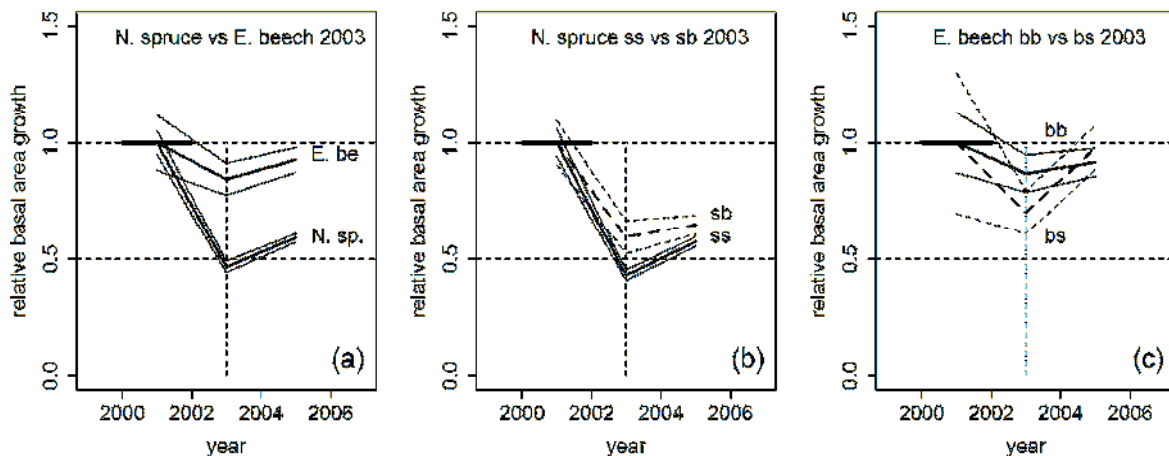 N. spruce vs E. beech 2003
relative basal area growth
1.5
1.0
0.5
0.0
E. be
N. sp.
(a)
2000 2002 2004 2006
year
N. spruce ss vs sb 2003
relative basal area growth
1.5
1.0
0.5
0.0
sb
ss
(b)
2000 2002 2004 2006
year
E. beech bb vs bs 2003
relative basal area growth
1.5
1.0
0.5
0.0
bb
bs
(c)
2000 2002 2004 2006
year